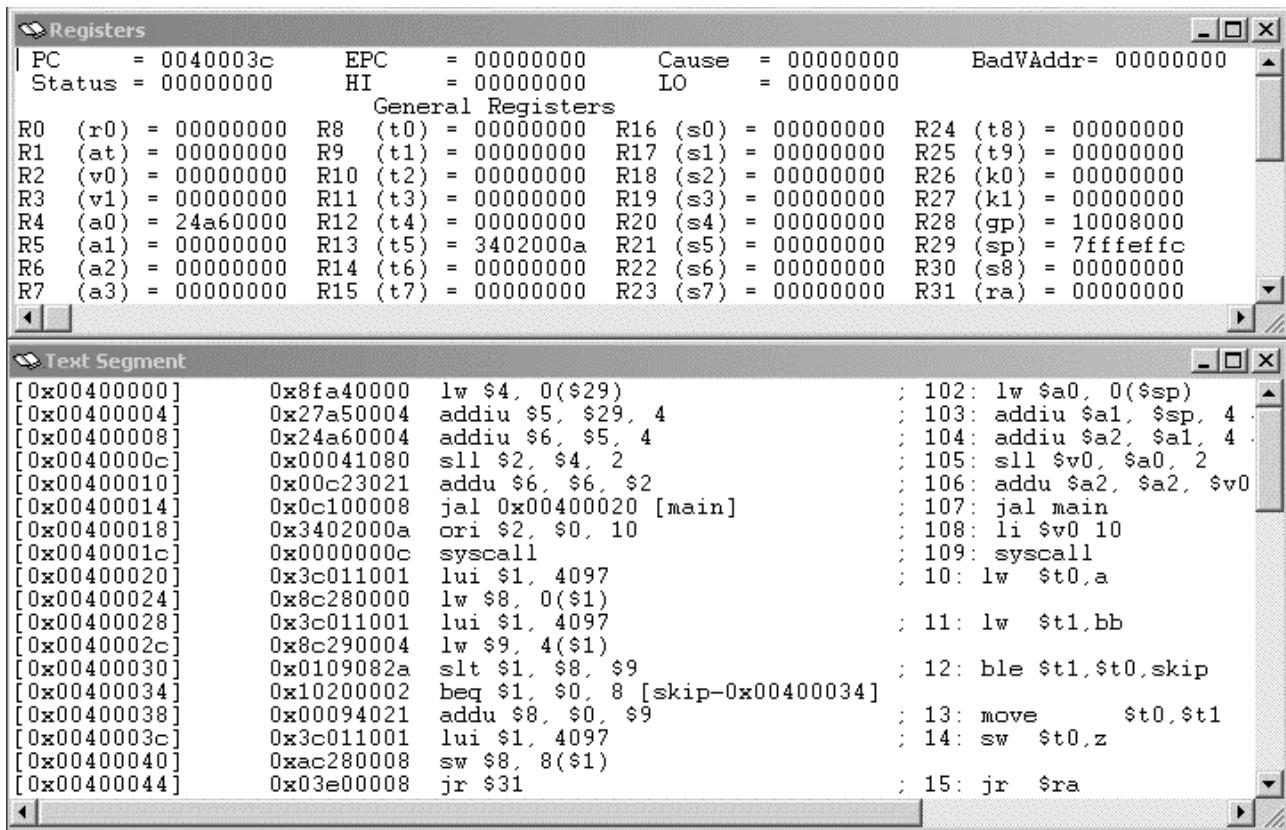 Registers
PC = 0040003c EPC = 00000000 Cause = 00000000 BadVAddr= 00000000
Status = 00000000 HI = 00000000 LO = 00000000
General Registers
R0 (r0) = 00000000 R8 (t0) = 00000000 R16 (s0) = 00000000 R24 (t8) = 00000000
R1 (at) = 00000000 R9 (t1) = 00000000 R17 (s1) = 00000000 R25 (t9) = 00000000
R2 (v0) = 00000000 R10 (t2) = 00000000 R18 (s2) = 00000000 R26 (k0) = 00000000
R3 (v1) = 00000000 R11 (t3) = 00000000 R19 (s3) = 00000000 R27 (k1) = 00000000
R4 (a0) = 24a60000 R12 (t4) = 00000000 R20 (s4) = 00000000 R28 (gp) = 10008000
R5 (a1) = 00000000 R13 (t5) = 3402000a R21 (s5) = 00000000 R29 (sp) = 7fffeffc
R6 (a2) = 00000000 R14 (t6) = 00000000 R22 (s6) = 00000000 R30 (s8) = 00000000
R7 (a3) = 00000000 R15 (t7) = 00000000 R23 (s7) = 00000000 R31 (ra) = 00000000
Text Segment
[0x00400000] 0x8fa40000 lw $4, 0($29) ; 102: lw $a0, 0($sp)
[0x00400004] 0x27a50004 addiu $5, $29, 4 ; 103: addiu $a1, $sp, 4
[0x00400008] 0x24a60004 addiu $6, $5, 4 ; 104: addiu $a2, $a1, 4
[0x0040000c] 0x00041080 sll $2, $4, 2 ; 105: sll $v0, $a0, 2
[0x00400010] 0x00c23021 addu $6, $6, $2 ; 106: addu $a2, $a2, $v0
[0x00400014] 0x0c100008 jal 0x00400020 [main] ; 107: jal main
[0x00400018] 0x3402000a ori $2, $0, 10 ; 108: li $v0 10
[0x0040001c] 0x0000000c syscall ; 109: syscall
[0x00400020] 0x3c011001 lui $1, 4097 ; 10: lw $t0,a
[0x00400024] 0x8c280000 lw $8, 0($1)
[0x00400028] 0x3c011001 lui $1, 4097 ; 11: lw $t1,bb
[0x0040002c] 0x8c290004 lw $9, 4($1)
[0x00400030] 0x0109082a slt $1, $8, $9 ; 12: ble $t1,$t0,skip
[0x00400034] 0x10200002 beq $1, $0, 8 [skip-0x00400034]
[0x00400038] 0x00094021 addu $8, $0, $9 ; 13: move $t0,$t1
[0x0040003c] 0x3c011001 lui $1, 4097 ; 14: sw $t0,z
[0x00400040] 0xac280008 sw $8, 8($1)
[0x00400044] 0x03e00008 jr $31 ; 15: jr $ra